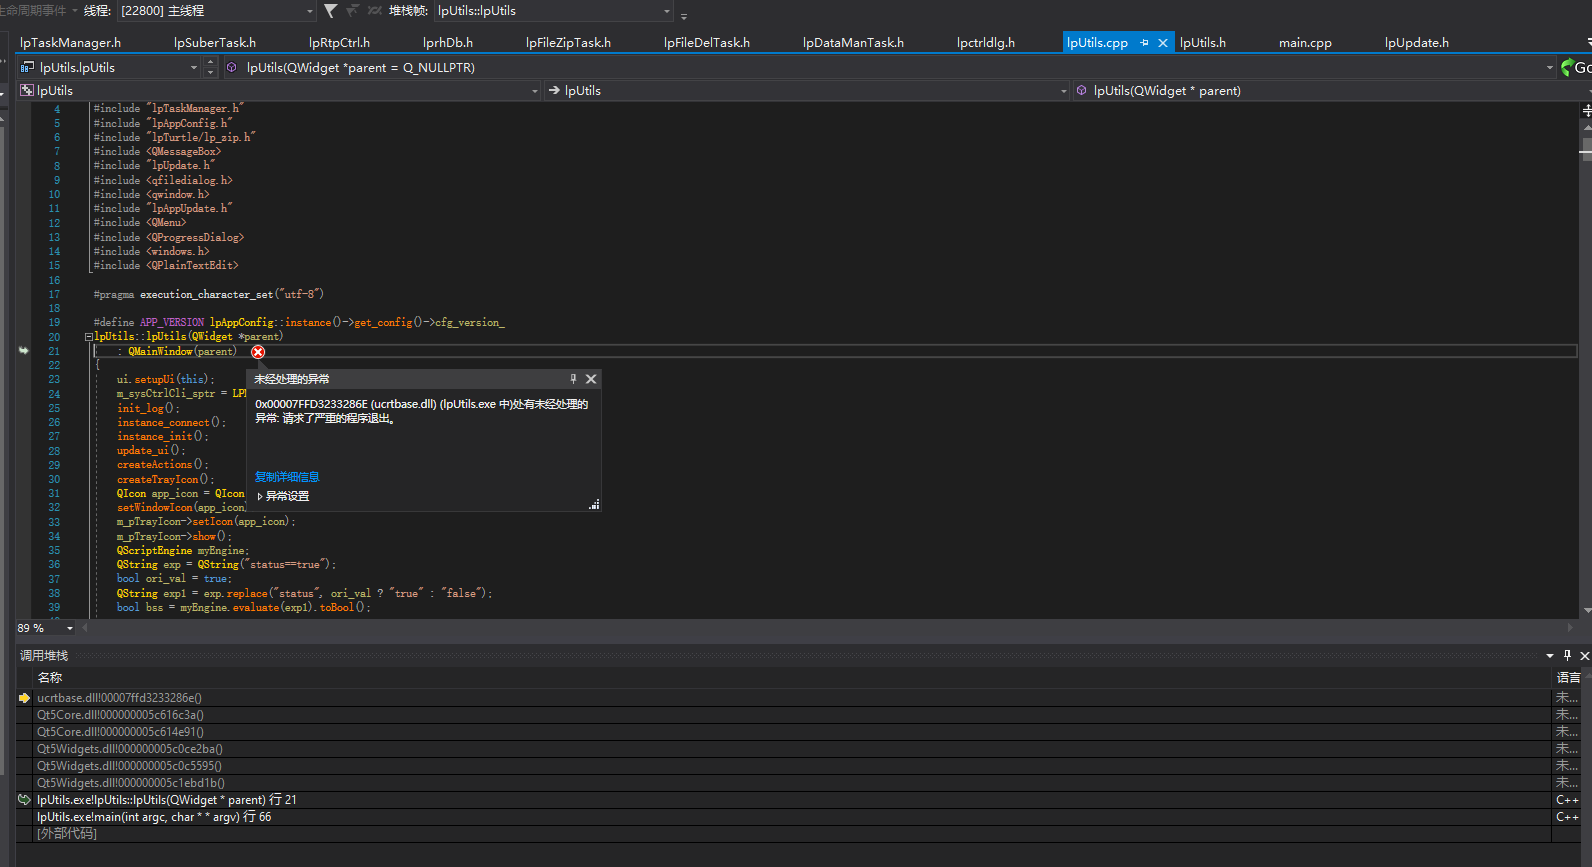 生命周期事件 线程: [22800] 主线程 堆栈帧: lpUtils::lpUtils
lpTaskManager.h lpSuberTask.h lpRtpCtrl.h lprhDb.h lpFileZipTask.h lpFileDelTask.h lpDataManTask.h lpctrldlg.h lpUtils.cpp lpUtils.h main.cpp lpUpdate.h
lpUtils.lpUtils lpUtils(QWidget *parent = Q_NULLPTR) Go
lpUtils lpUtils lpUtils(QWidget * parent)
4 #include "lpTaskManager.h"
5 #include "lpAppConfig.h"
6 #include "lpTurtle/lp_zip.h"
7 #include <QMessageBox>
8 #include "lpUpdate.h"
9 #include <qfiledialog.h>
10 #include <qwindow.h>
11 #include "lpAppUpdate.h"
12 #include <QMenu>
13 #include <QProgressDialog>
14 #include <windows.h>
15 #include <QPlainTextEdit>
16
17 #pragma execution_character_set("utf-8")
18
19 #define APP_VERSION lpAppConfig::instance()->get_config()->cfg_version_
20 lpUtils::lpUtils(QWidget *parent)
21 : QMainWindow(parent)
22 {
23 ui.setupUi(this);
24 m_sysCtrlCli_sptr = LP
25 init_log();
26 instance_connect();
27 instance_init();
28 update_ui();
29 createActions();
30 createTrayIcon();
31 QIcon app_icon = QIcon
32 setWindowIcon(app_icon)
33 m_pTrayIcon->setIcon(app_icon);
34 m_pTrayIcon->show();
35 QScriptEngine myEngine;
36 QString exp = QString("status==true");
37 bool ori_val = true;
38 QString exp1 = exp.replace("status", ori_val ? "true" : "false");
39 bool bss = myEngine.evaluate(exp1).toBool();
未经处理的异常
0x00007FFD3233286E (ucrtbase.dll) (lpUtils.exe 中)处有未经处理的
异常: 请求了严重的程序退出。
复制详细信息
异常设置
89 %
调用堆栈
名称 语言
ucrtbase.dll!00007ffd3233286e() 未...
Qt5Core.dll!000000005c616c3a() 未...
Qt5Core.dll!000000005c614e91() 未...
Qt5Widgets.dll!000000005c0ce2ba() 未...
Qt5Widgets.dll!000000005c0c5595() 未...
Qt5Widgets.dll!000000005c1ebd1b() 未...
lpUtils.exe!lpUtils::lpUtils(QWidget * parent) 行 21 C++
lpUtils.exe!main(int argc, char * * argv) 行 66 C++
[外部代码]